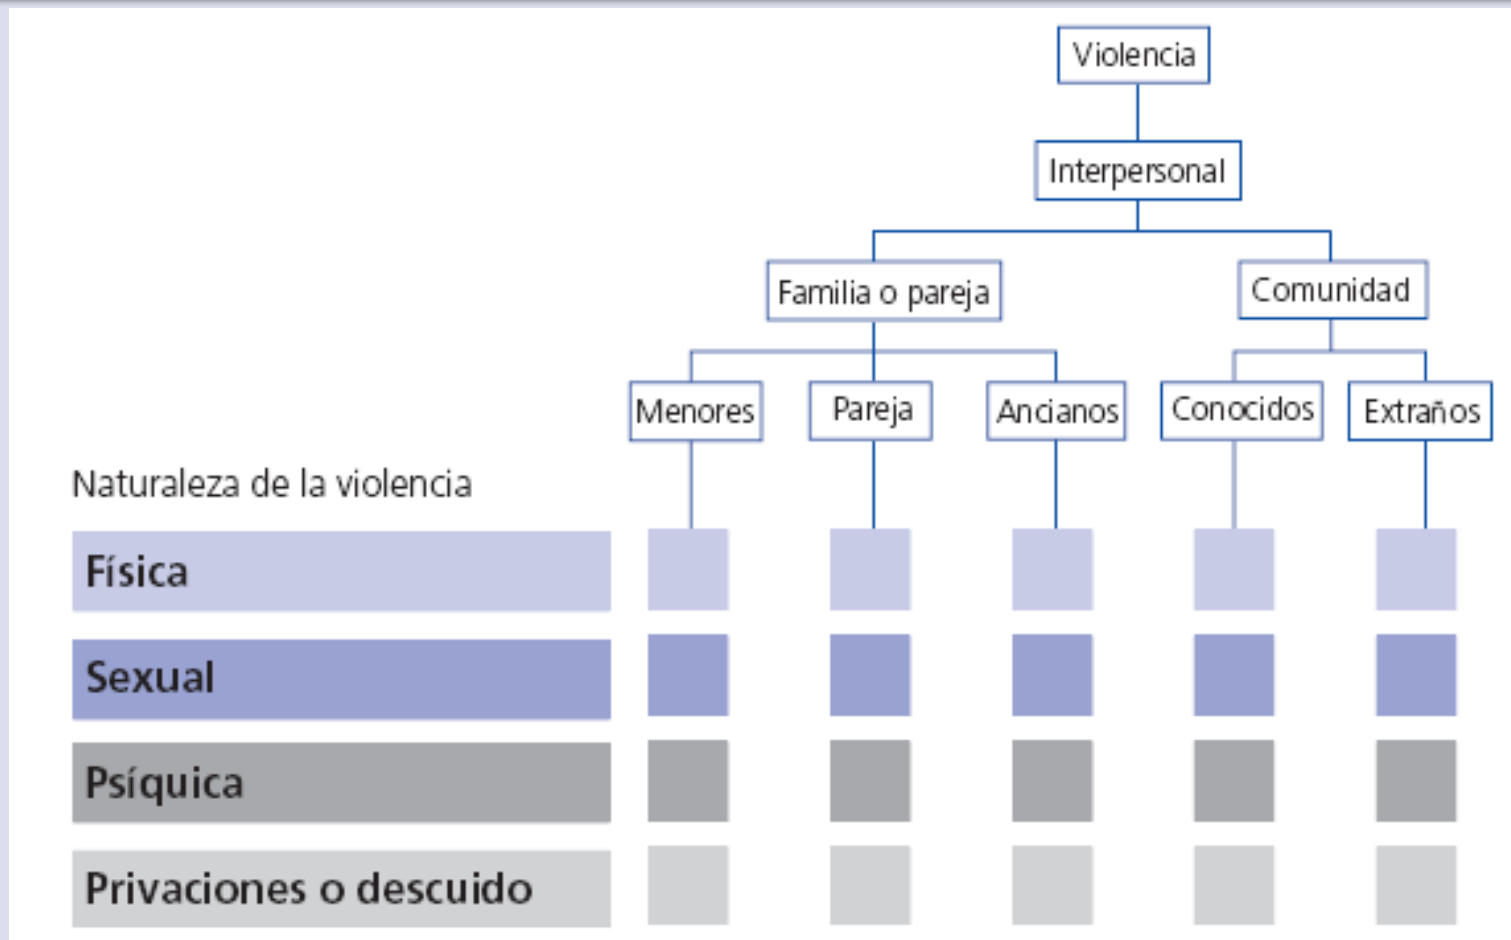 Violencia
Interpersonal
Familia o pareja
Comunidad
Menores
Pareja
Ancianos
Conocidos
Extraños
Naturaleza de la violencia
Física
Sexual
Psíquica
Privaciones o descuido